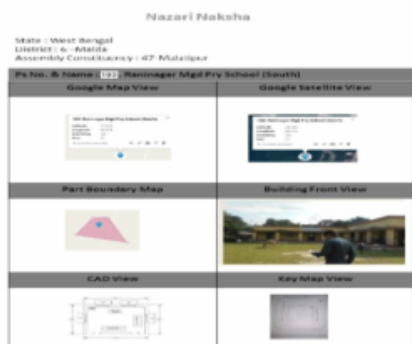 Nazari Naksha
State : West Bengal
District : 6 - Malda
Assembly Constituency : 47-Malatipur
Ps No. & Name : 193, Raninagar Mgd Pry School (South)
Google Map View
Google Satellite View
Part Boundary Map
Building Front View
CAD View
Key Map View